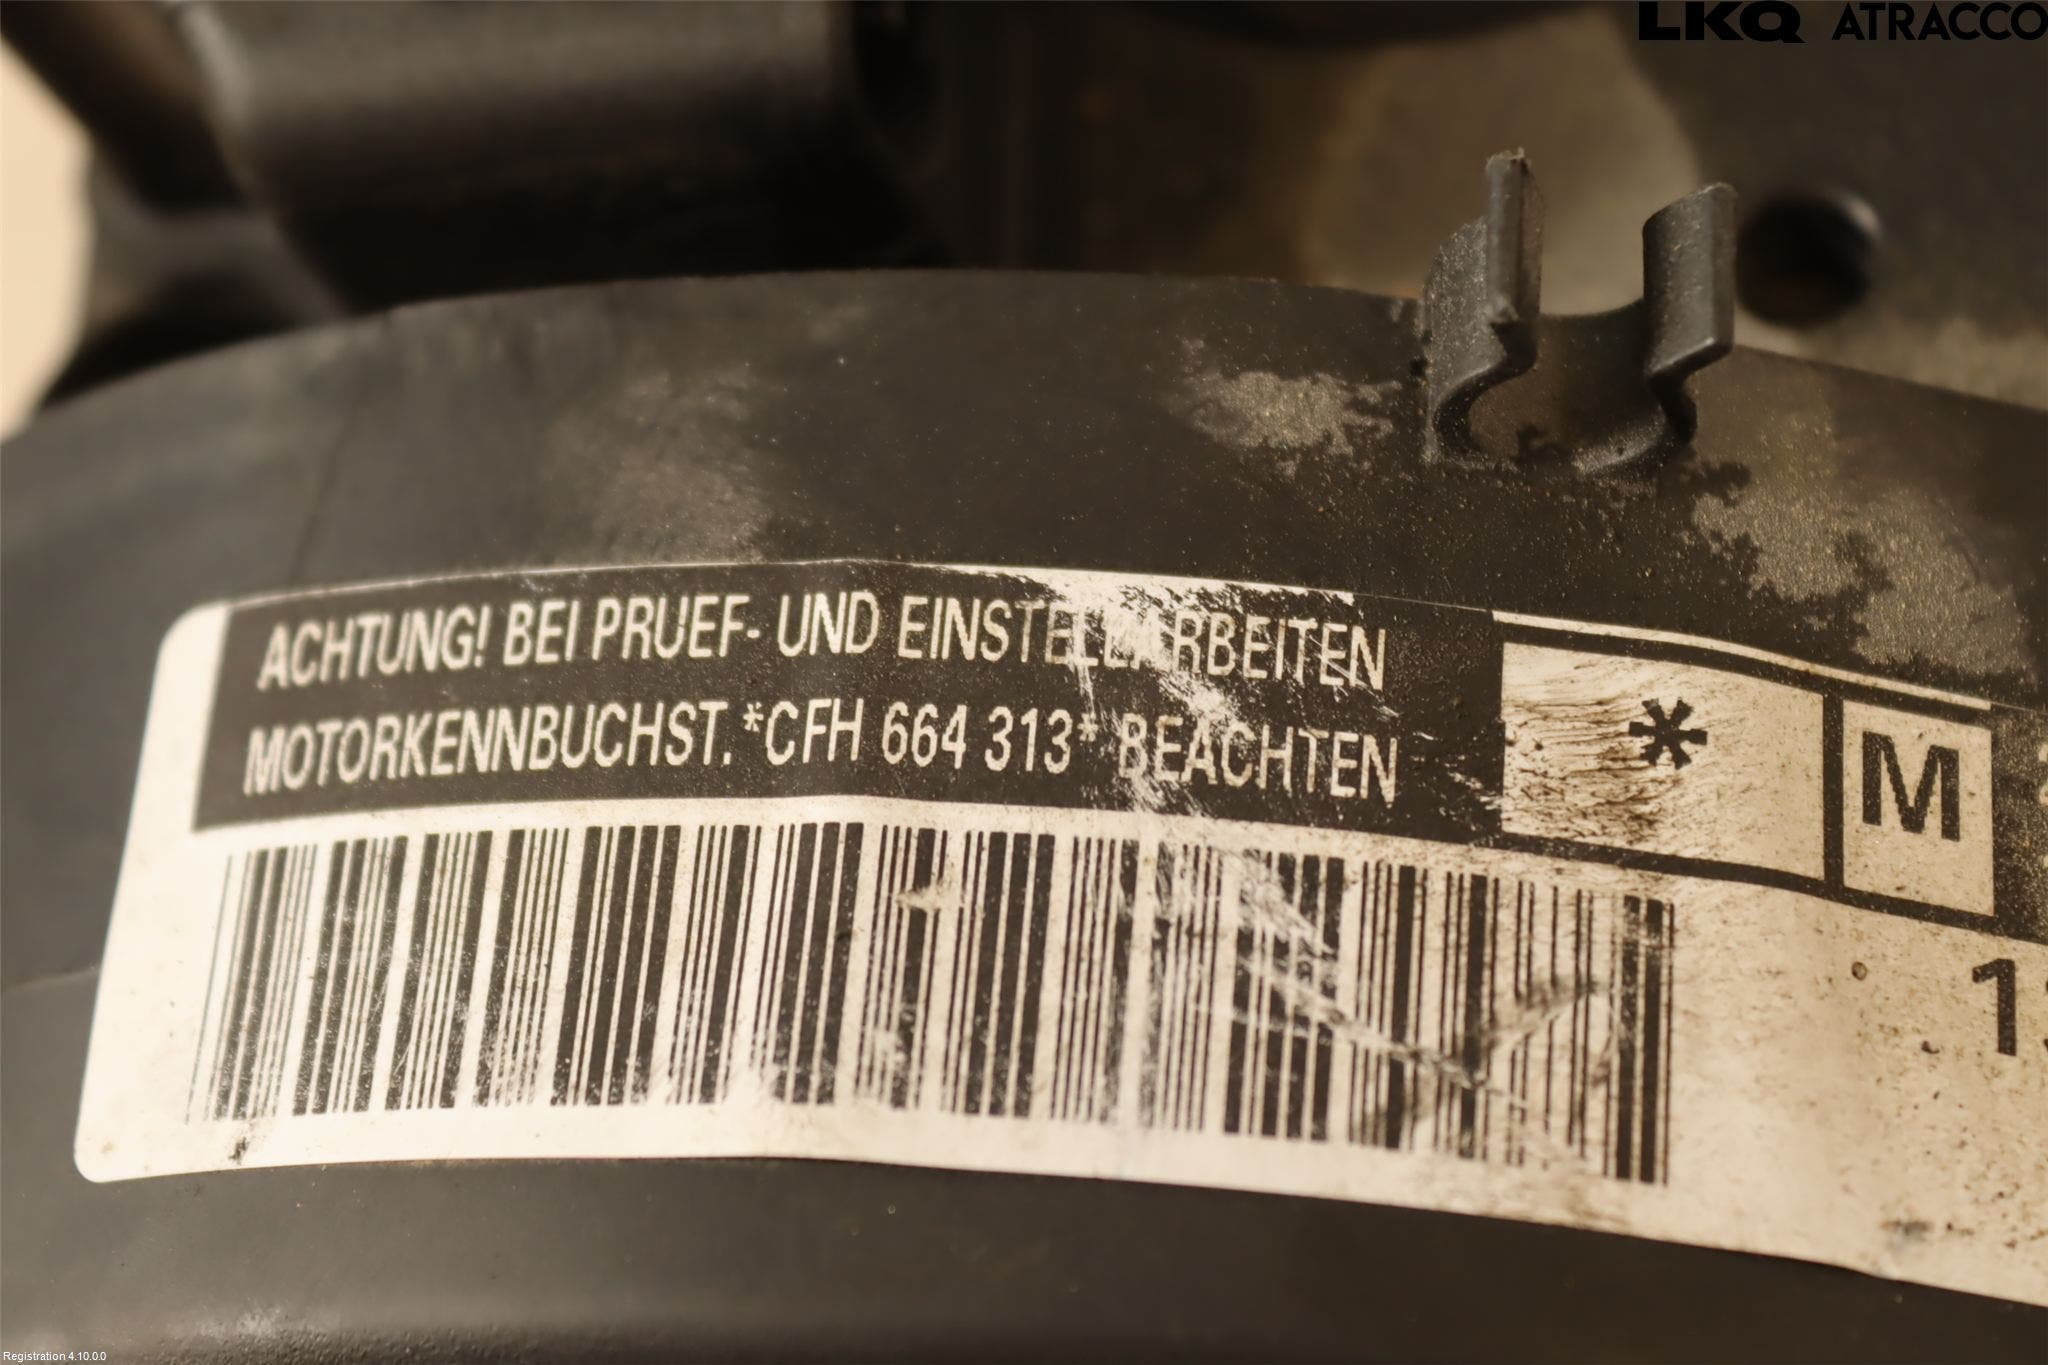 LKQ ATRACCO
ACHTUNG! BEI PRUEF- UND EINSTELLARBEITEN
MOTORKENNBUCHST. *CFH 664 313* BEACHTEN
*
M
Registration 4.10.0.0